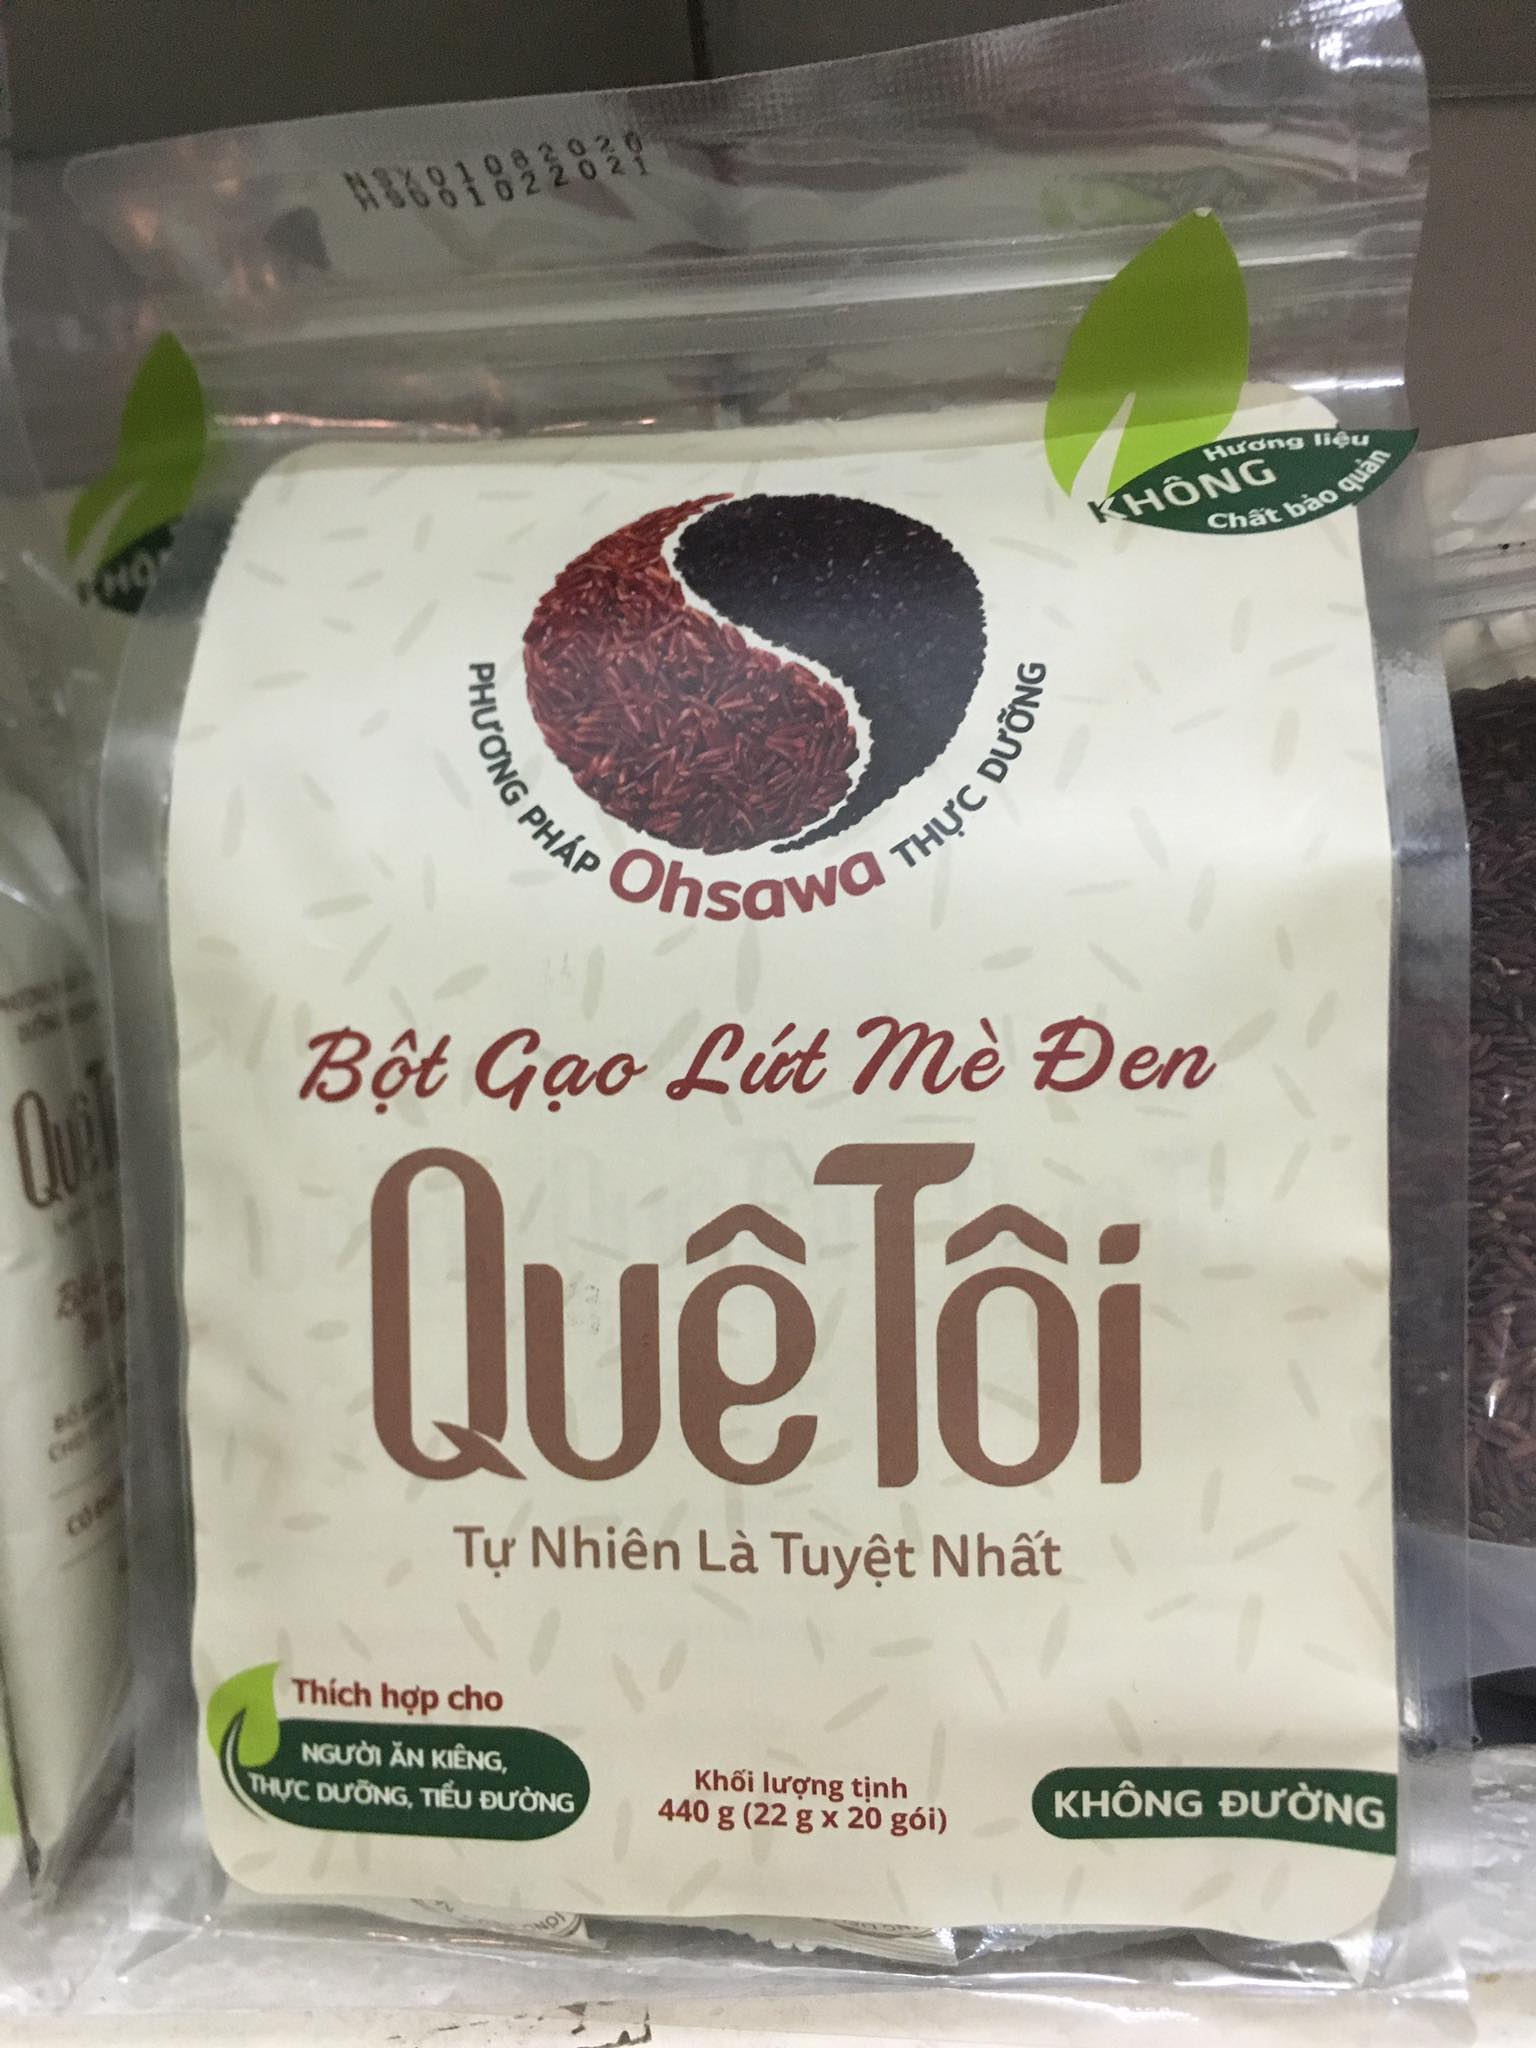 NSX01082020
HSD01022021
Hương liệu
KHÔNG
Chất bảo quản
PHƯƠNG PHÁP Ohsawa THỰC DƯỠNG
Bột Gạo Lứt Mè Đen
Quê Tôi
Tự Nhiên Là Tuyệt Nhất
Thích hợp cho
NGƯỜI ĂN KIÊNG,
THỰC DƯỠNG, TIỂU ĐƯỜNG
Khối lượng tịnh
440 g (22 g x 20 gói)
KHÔNG ĐƯỜNG